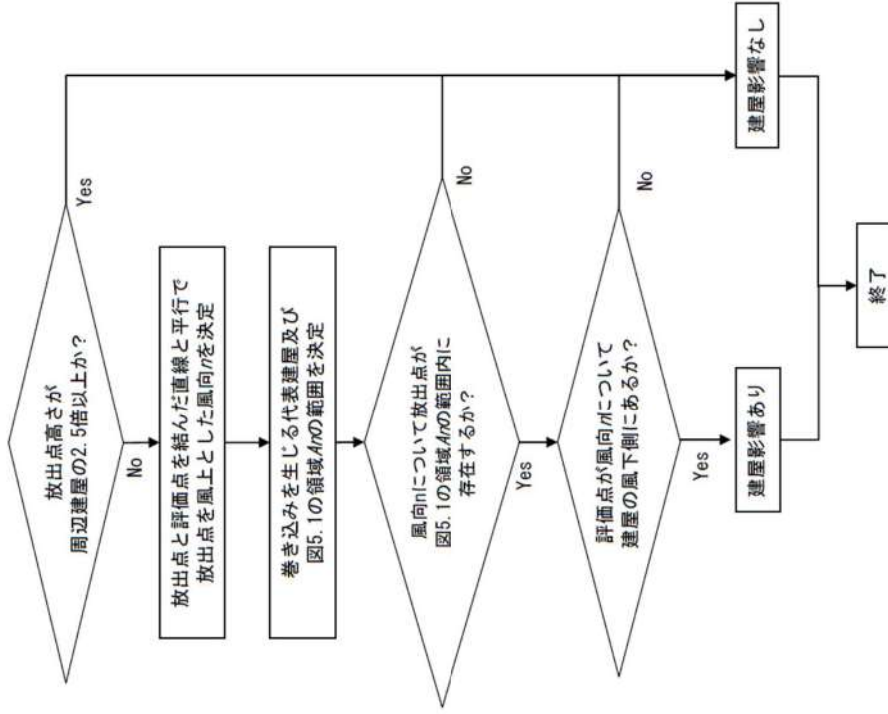 放出点高さが
周辺建屋の2.5倍以上か？
Yes
No
放出点と評価点を結んだ直線と平行で
放出点を風上とした風向nを決定
巻き込みを生じる代表建屋及び
図5.1の領域Anの範囲を決定
風向nについて放出点が
図5.1の領域Anの範囲内に
存在するか？
No
Yes
評価点が風向nについて
建屋の風下側にあるか？
No
Yes
建屋影響あり
建屋影響なし
終了